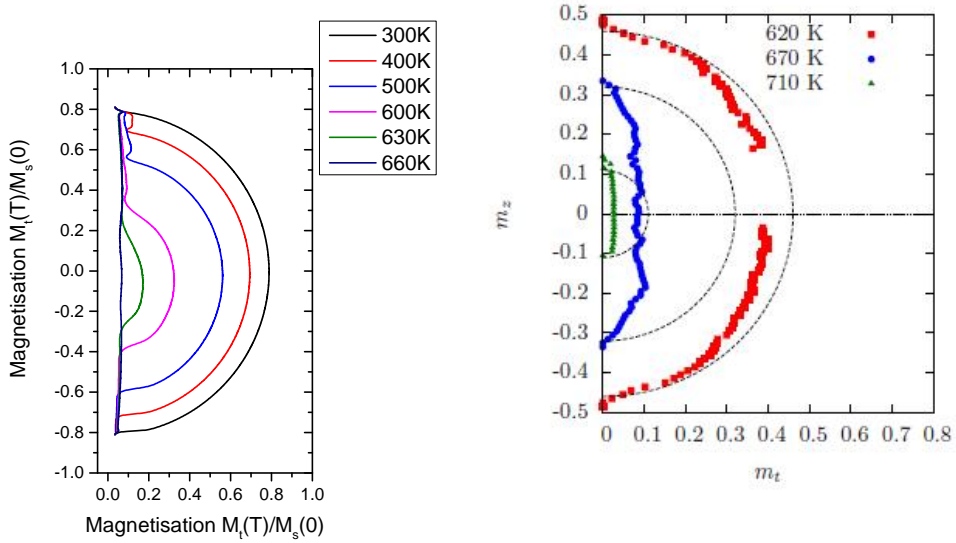 300K
400K
500K
600K
630K
660K
1.0
0.8
0.6
0.4
0.2
0.0
-0.2
-0.4
-0.6
-0.8
-1.0
Magnetisation M_t(T)/M_s(0)
0.0 0.2 0.4 0.6 0.8 1.0
Magnetisation M_t(T)/M_s(0)
620 K
670 K
710 K
0.5
0.4
0.3
0.2
0.1
0
-0.1
-0.2
-0.3
-0.4
-0.5
m_z
0 0.1 0.2 0.3 0.4 0.5 0.6 0.7 0.8
m_t